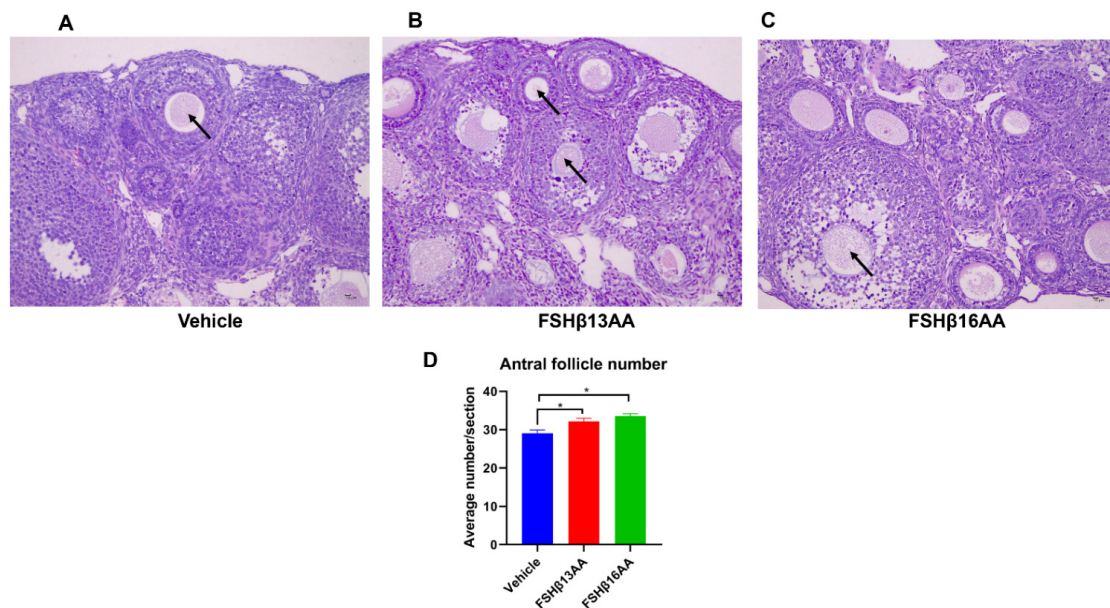 A
B
C
Vehicle
FSHβ13AA
FSHβ16AA
D
Antral follicle number
Average number/section
40
30
20
10
0
*
*
Vehicle
FSHβ13AA
FSHβ16AA